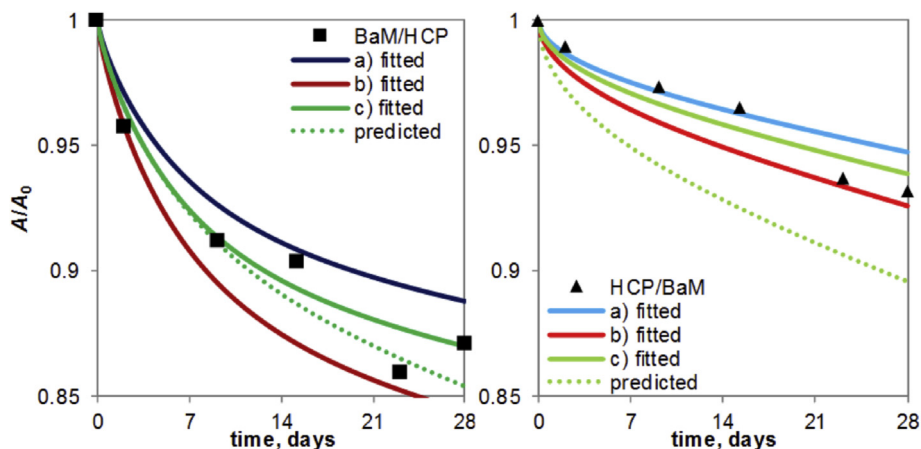 A/A0
1
0.95
0.9
0.85
BaM/HCP
a) fitted
b) fitted
c) fitted
predicted
0 7 14 21 28
time, days
1
0.95
0.9
0.85
HCP/BaM
a) fitted
b) fitted
c) fitted
predicted
0 7 14 21 28
time, days